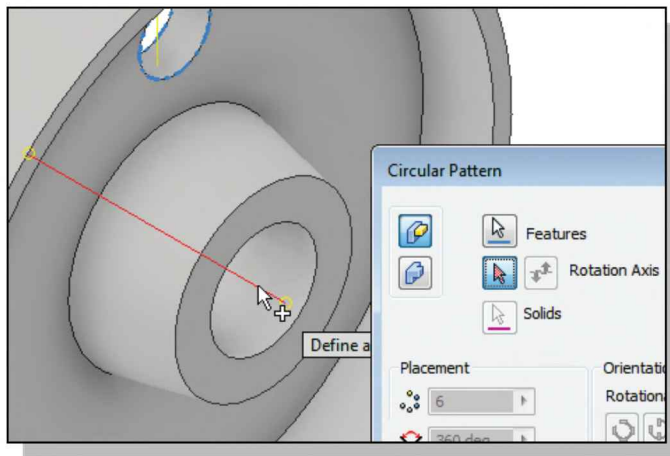 Circular Pattern
Features
Rotation Axis
Solids
Define a
Placement
Orientatio
6
Rotationa
360 deg